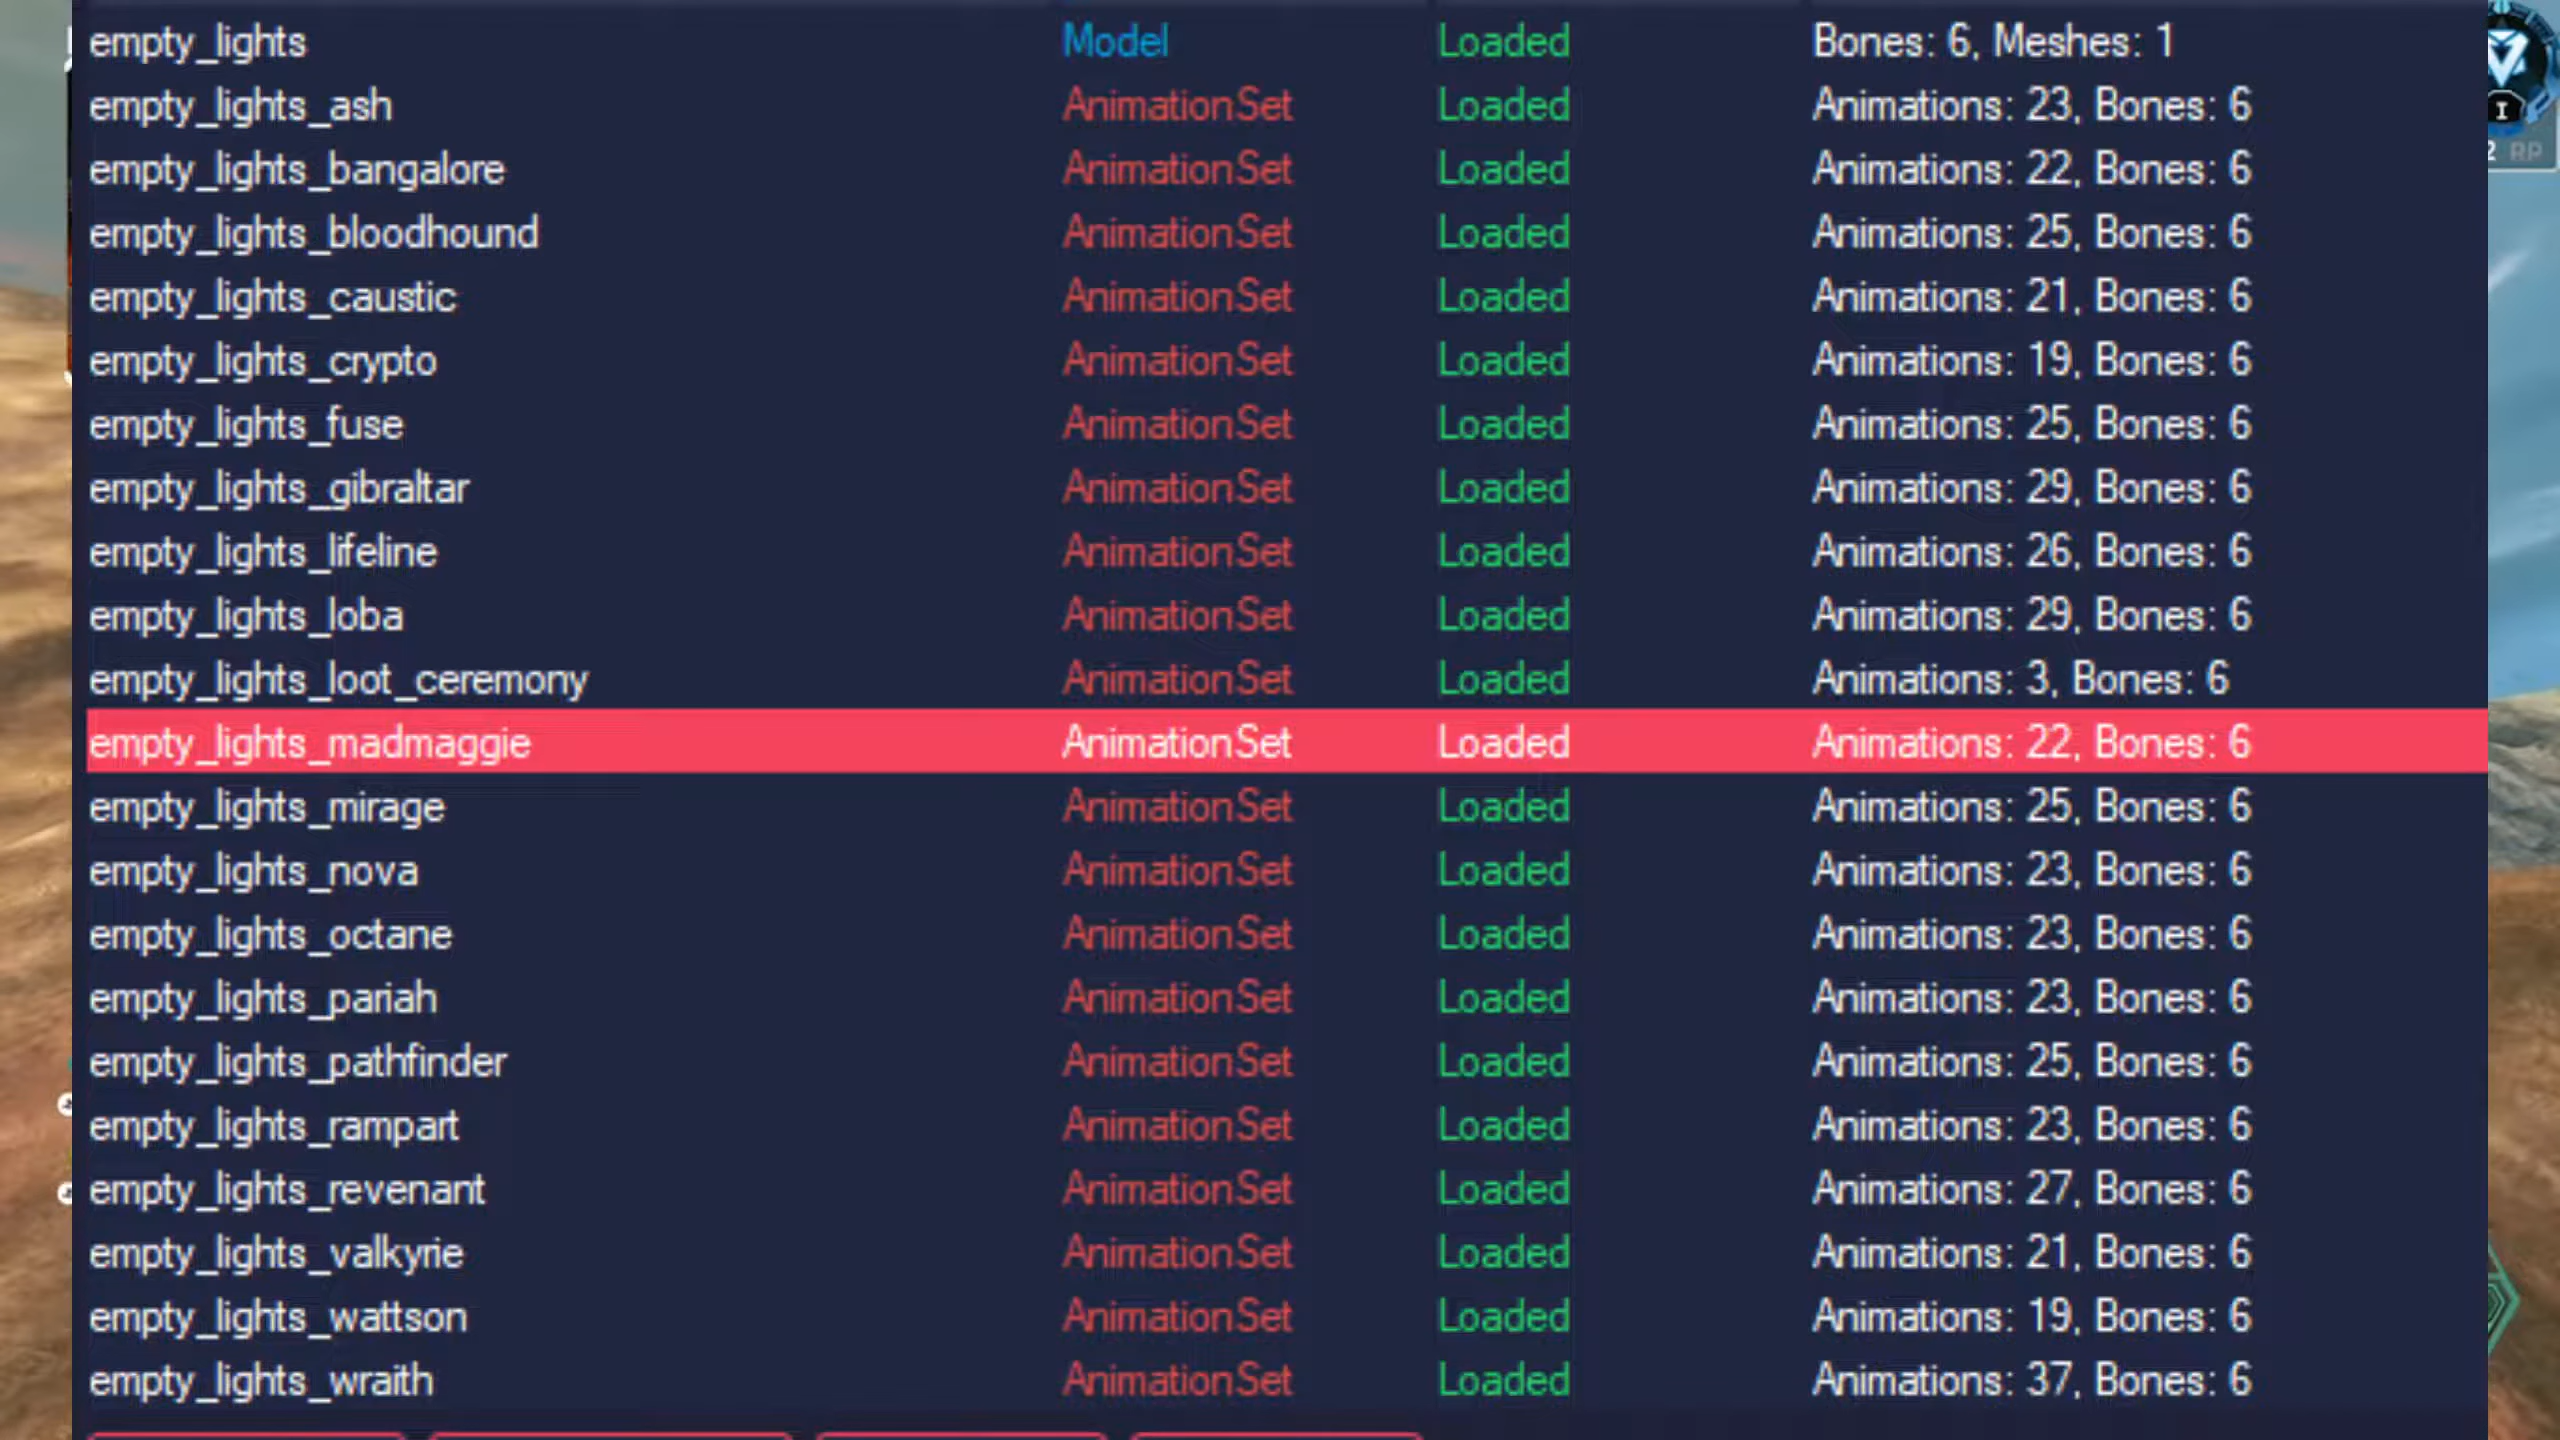 empty_lights Model Loaded Bones: 6, Meshes: 1
empty_lights_ash AnimationSet Loaded Animations: 23, Bones: 6
empty_lights_bangalore AnimationSet Loaded Animations: 22, Bones: 6
empty_lights_bloodhound AnimationSet Loaded Animations: 25, Bones: 6
empty_lights_caustic AnimationSet Loaded Animations: 21, Bones: 6
empty_lights_crypto AnimationSet Loaded Animations: 19, Bones: 6
empty_lights_fuse AnimationSet Loaded Animations: 25, Bones: 6
empty_lights_gibraltar AnimationSet Loaded Animations: 29, Bones: 6
empty_lights_lifeline AnimationSet Loaded Animations: 26, Bones: 6
empty_lights_loba AnimationSet Loaded Animations: 29, Bones: 6
empty_lights_loot_ceremony AnimationSet Loaded Animations: 3, Bones: 6
empty_lights_madmaggie AnimationSet Loaded Animations: 22, Bones: 6
empty_lights_mirage AnimationSet Loaded Animations: 25, Bones: 6
empty_lights_nova AnimationSet Loaded Animations: 23, Bones: 6
empty_lights_octane AnimationSet Loaded Animations: 23, Bones: 6
empty_lights_pariah AnimationSet Loaded Animations: 23, Bones: 6
empty_lights_pathfinder AnimationSet Loaded Animations: 25, Bones: 6
empty_lights_rampart AnimationSet Loaded Animations: 23, Bones: 6
empty_lights_revenant AnimationSet Loaded Animations: 27, Bones: 6
empty_lights_valkyrie AnimationSet Loaded Animations: 21, Bones: 6
empty_lights_wattson AnimationSet Loaded Animations: 19, Bones: 6
empty_lights_wraith AnimationSet Loaded Animations: 37, Bones: 6
I
2 RP